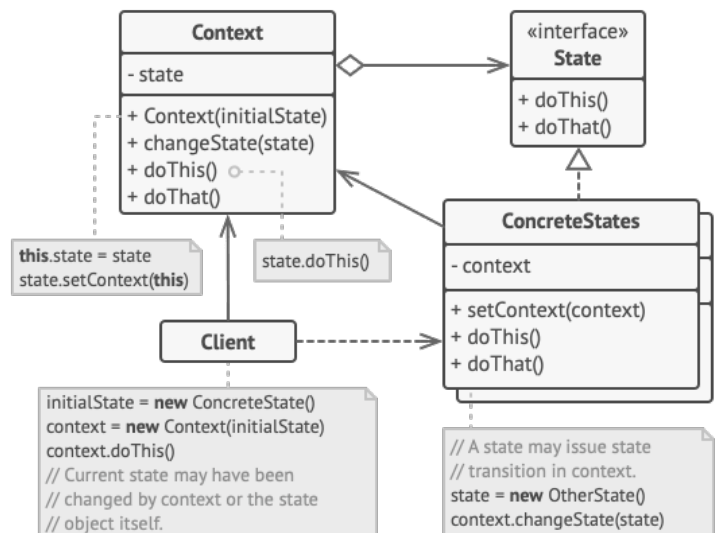 Context
- state
+ Context(initialState)
+ changeState(state)
+ doThis()
+ doThat()
«interface»
State
+ doThis()
+ doThat()
this.state = state
state.setContext(this)
state.doThis()
ConcreteStates
- context
+ setContext(context)
+ doThis()
+ doThat()
Client
initialState = new ConcreteState()
context = new Context(initialState)
context.doThis()
// Current state may have been
// changed by context or the state
// object itself.
// A state may issue state
// transition in context.
state = new OtherState()
context.changeState(state)